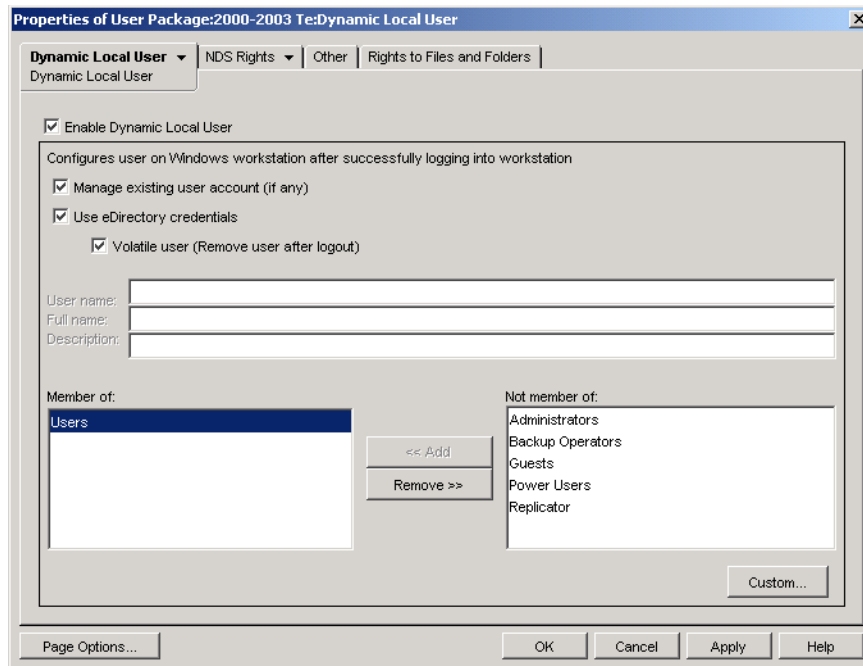 Properties of User Package:2000-2003 Te:Dynamic Local User
Dynamic Local User NDS Rights Other Rights to Files and Folders
Dynamic Local User
Enable Dynamic Local User
Configures user on Windows workstation after successfully logging into workstation
Manage existing user account (if any)
Use eDirectory credentials
Volatile user (Remove user after logout)
User name:
Full name:
Description:
Member of:
Users
<< Add
Remove >>
Not member of:
Administrators
Backup Operators
Guests
Power Users
Replicator
Custom...
Page Options... OK Cancel Apply Help